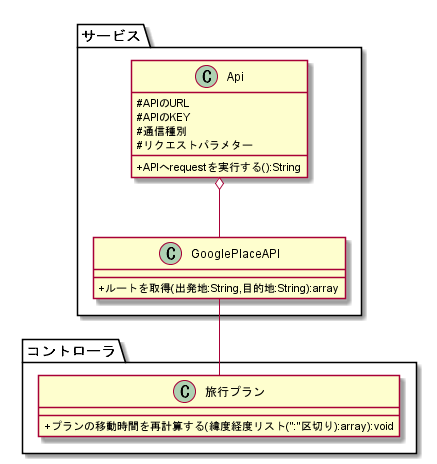 サービス
C Api
#APIのURL
#APIのKEY
#通信種別
#リクエストパラメター
+APIへrequestを実行する():String
C GooglePlaceAPI
+ルートを取得(出発地:String,目的地:String):array
コントローラ
C 旅行プラン
+プランの移動時間を再計算する(緯度経度リスト(":"区切り):array):void